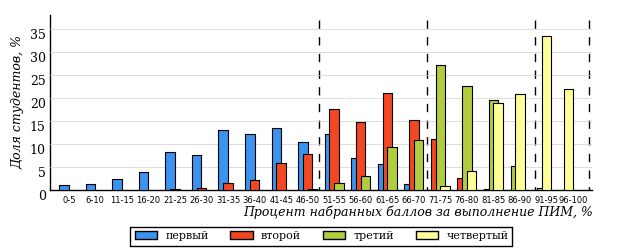 Доля студентов, %
35
30
25
20
15
10
5
0
0-5 6-10 11-15 16-20 21-25 26-30 31-35 36-40 41-45 46-50 51-55 56-60 61-65 66-70 71-75 76-80 81-85 86-90 91-95 96-100
Процент набранных баллов за выполнение ПИМ, %
первый второй третий четвертый